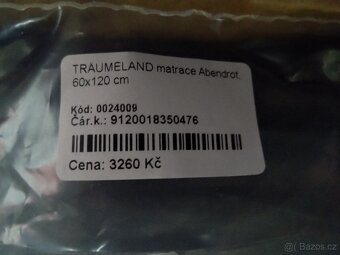 TRAUMELAND matrace Abendrot.
60x120 cm
Kód: 0024009
Čár.k.: 9120018350476
Cena: 3260 Kč
Bazos.cz